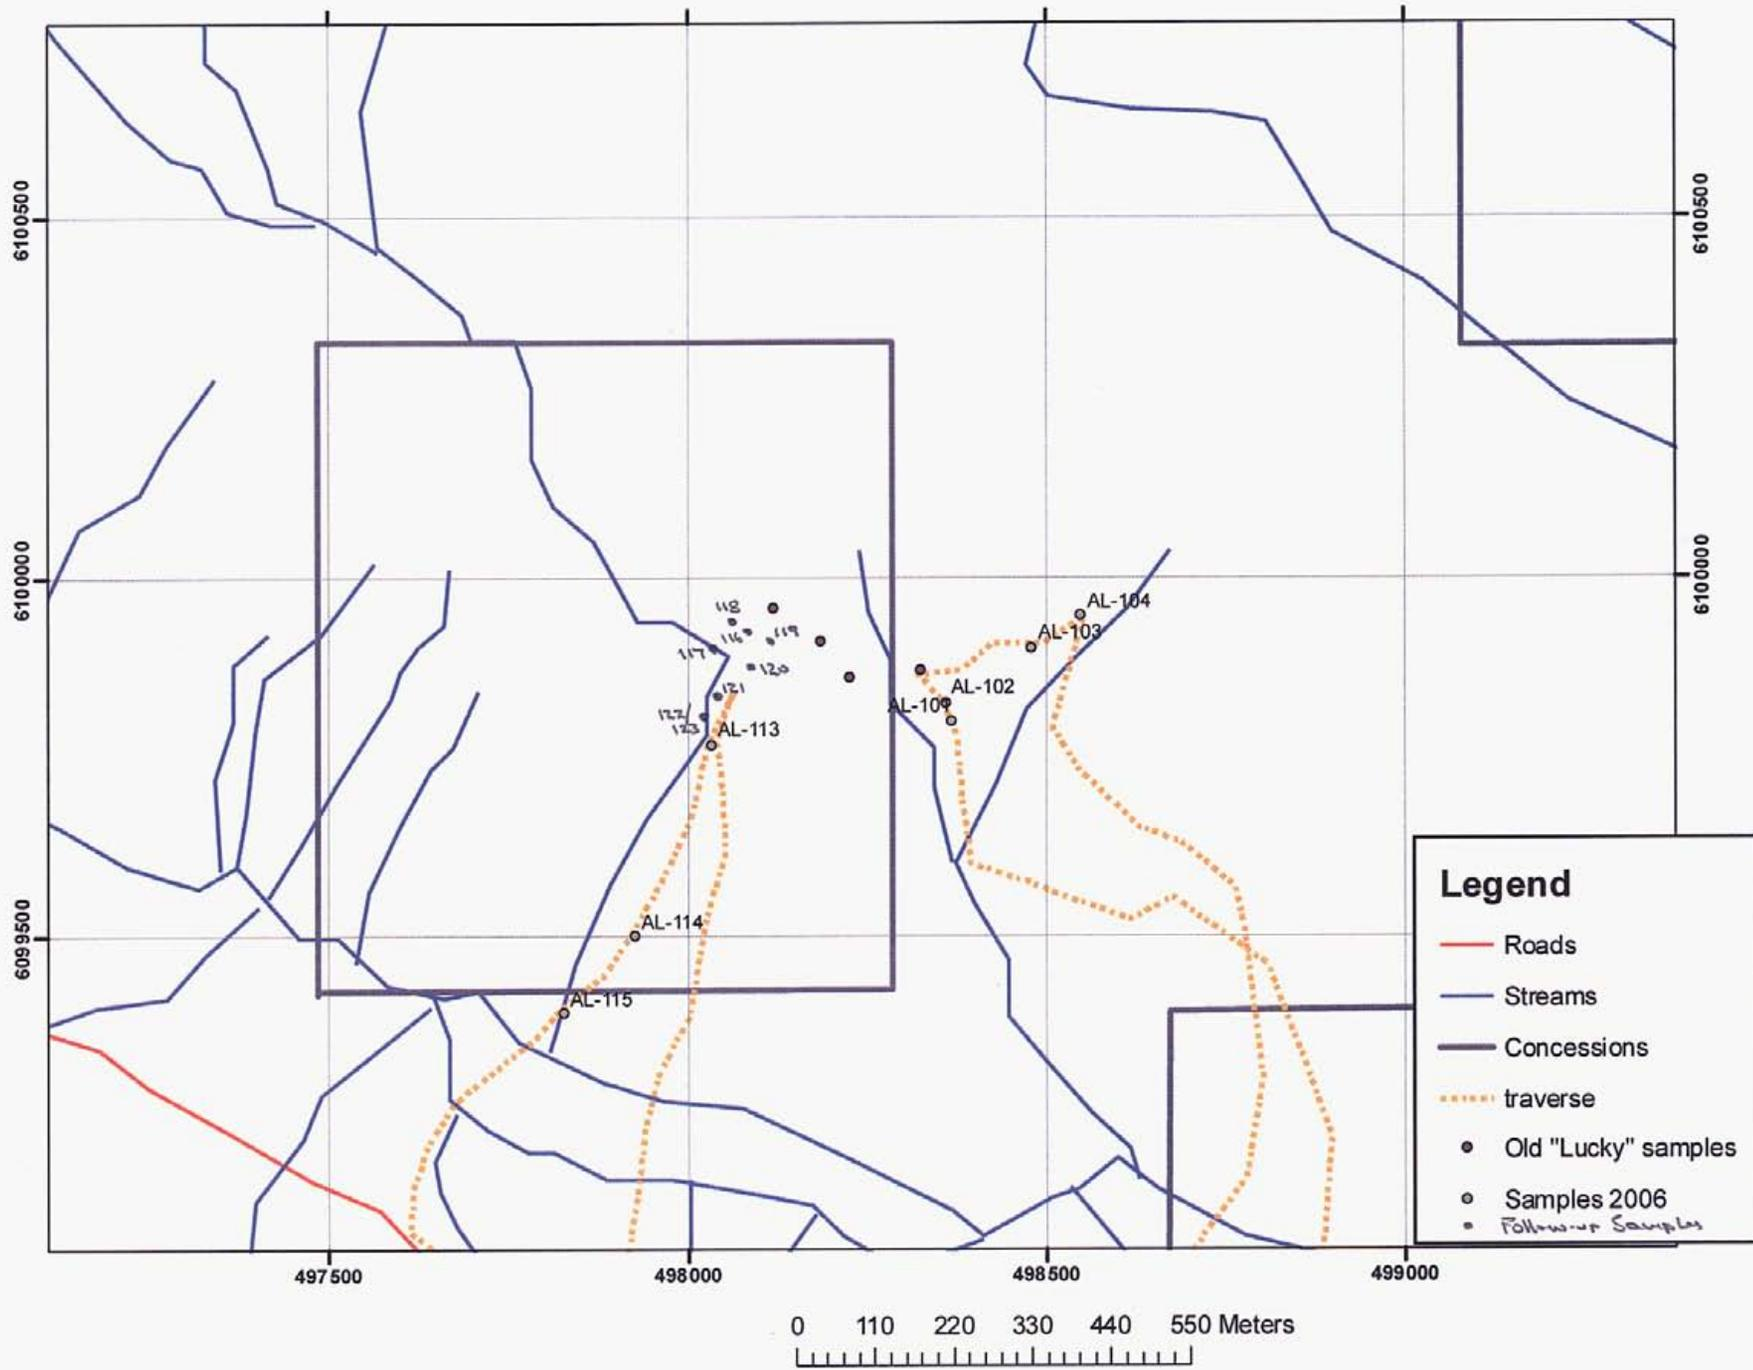 6100500
6100500
6100000
6100000
6099500
118
116
119
117
120
121
122/
123
AL-104
AL-103
AL-102
AL-101
AL-113
AL-114
AL-115
Legend
Roads
Streams
Concessions
traverse
Old "Lucky" samples
Samples 2006
Follow-up Samples
497500
498000
498500
499000
0 110 220 330 440 550 Meters